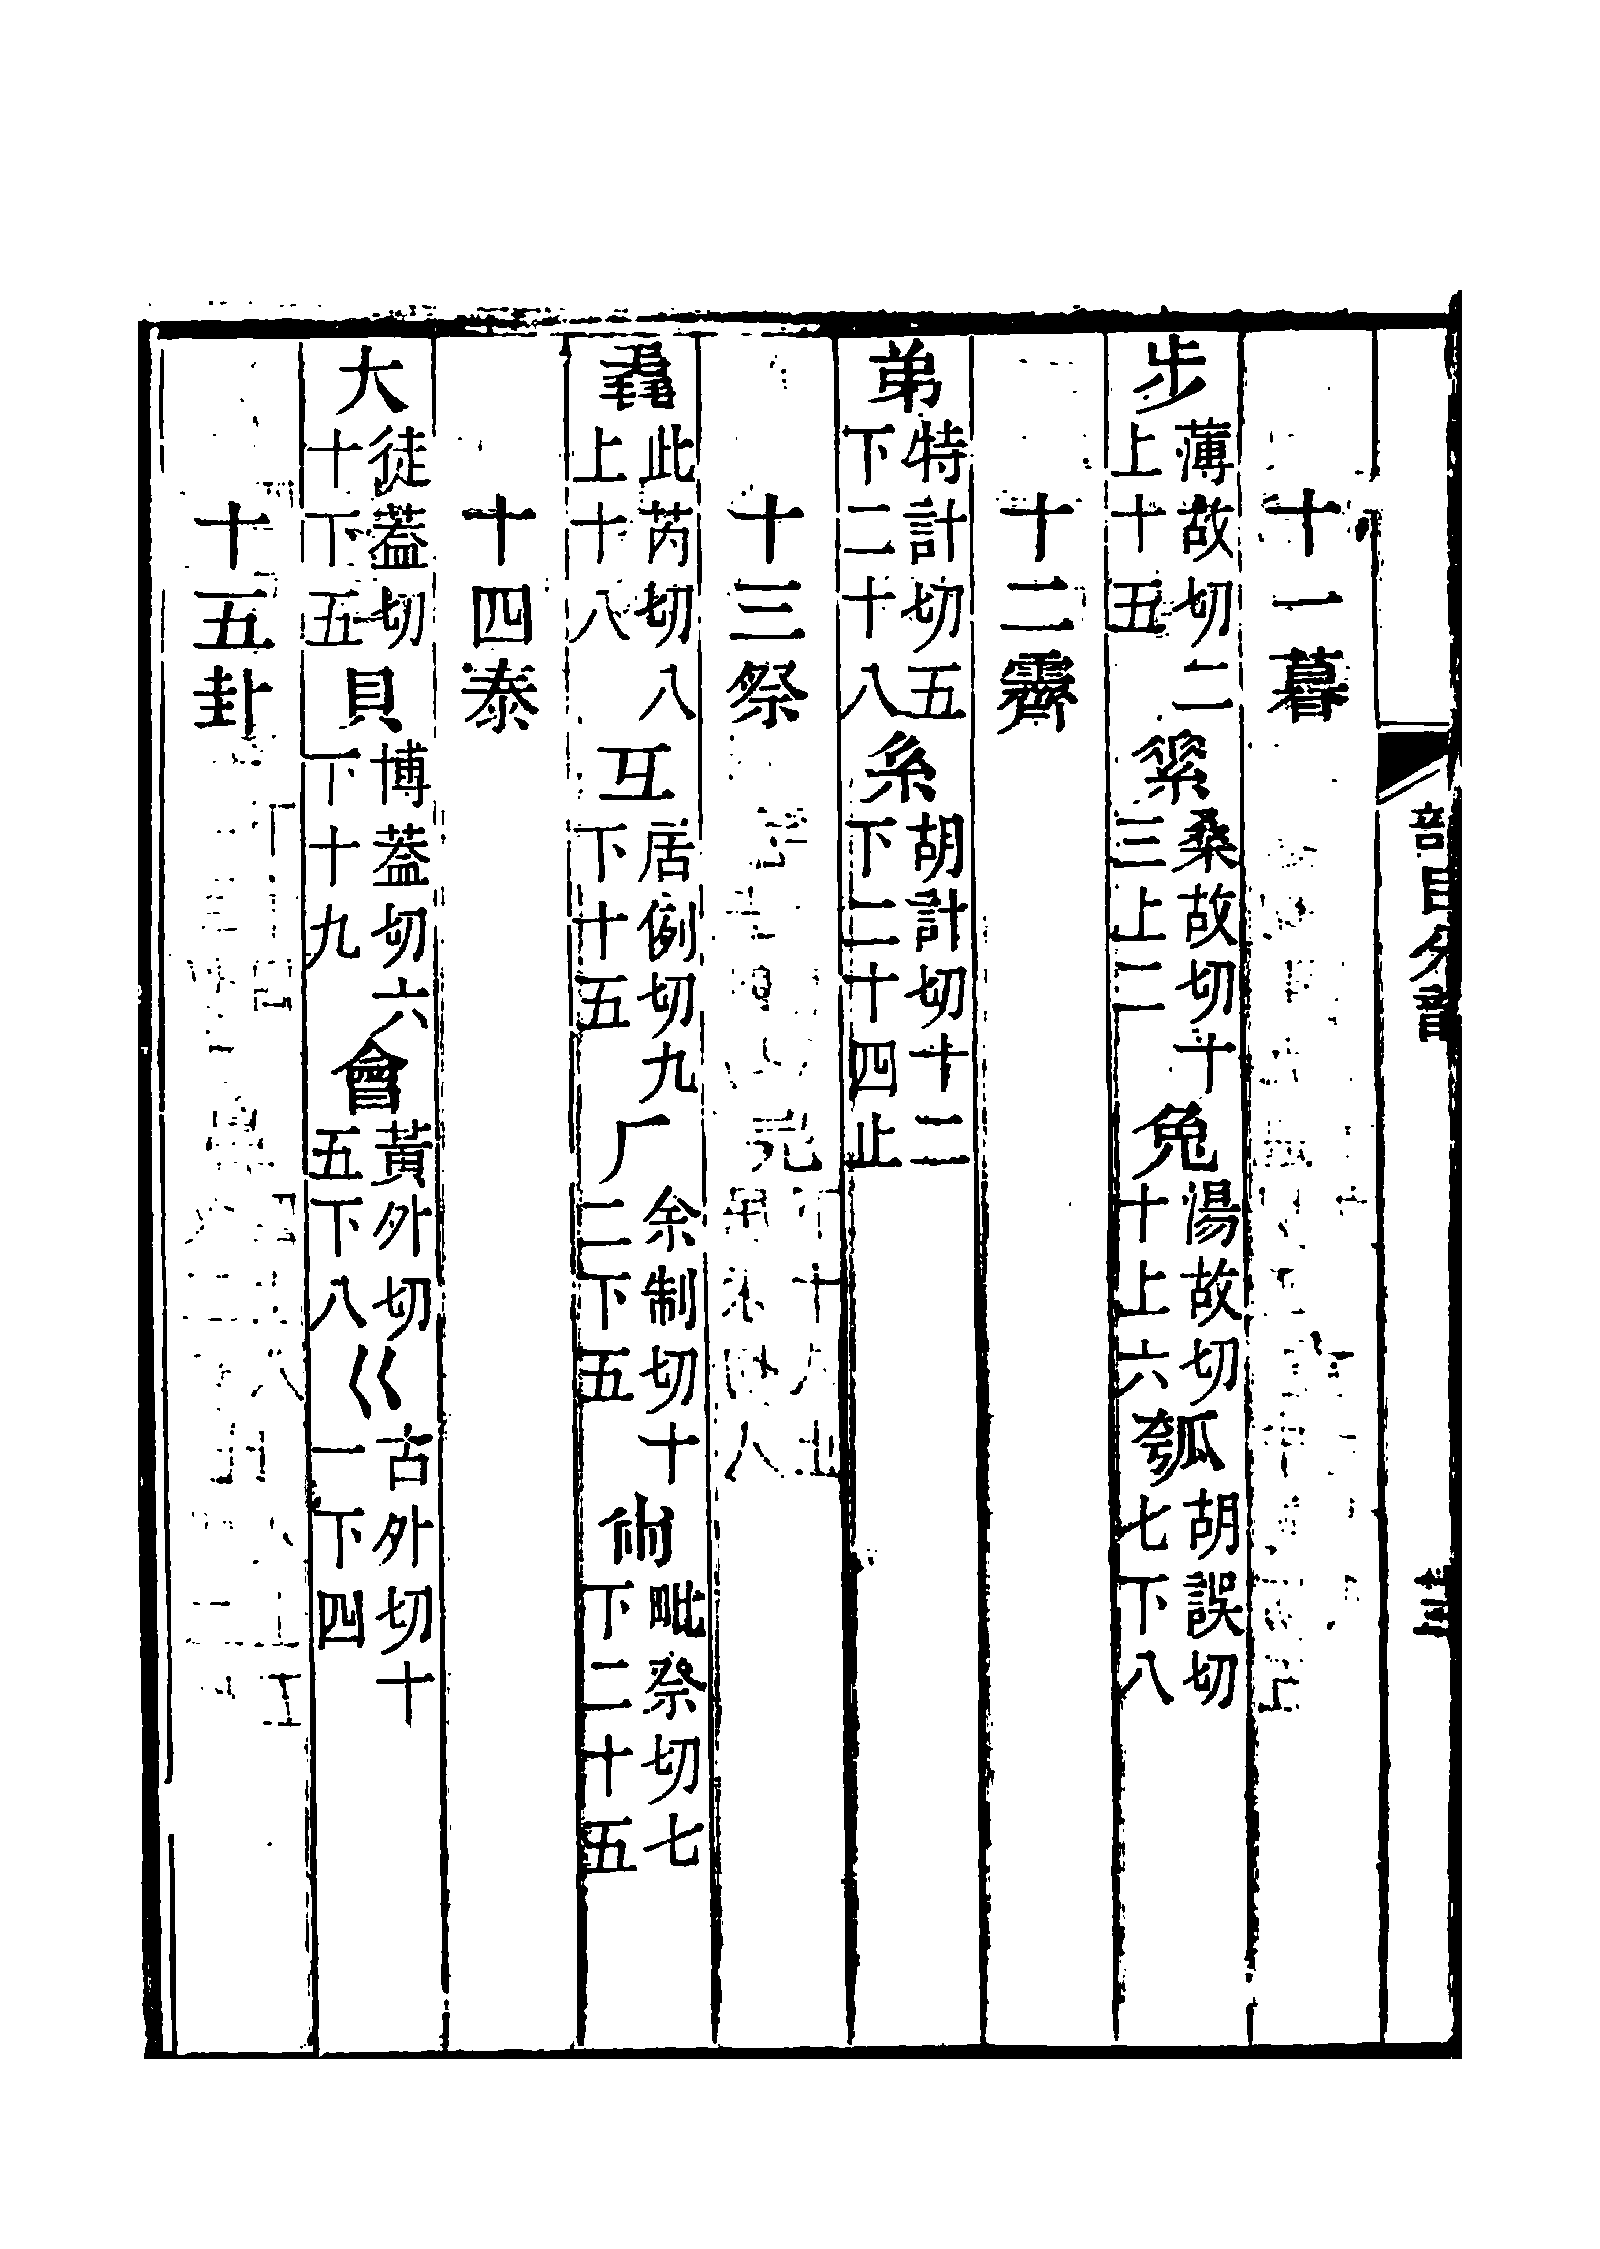 部目分韻
十一暮
步薄故切二上十五素桑故切十三上二兔湯故切十上六瓠胡誤切七下八
十二霽
弟特計切五下二十八系胡計切十二下二十四止
十三祭
毳此芮切八上十八彑居例切九下十五厂余制切十二下五㡀毗祭切七下二十五
十四泰
大徒蓋切十下五貝博蓋切六下十九會黃外切五下八巜古外切十一下四
十五卦